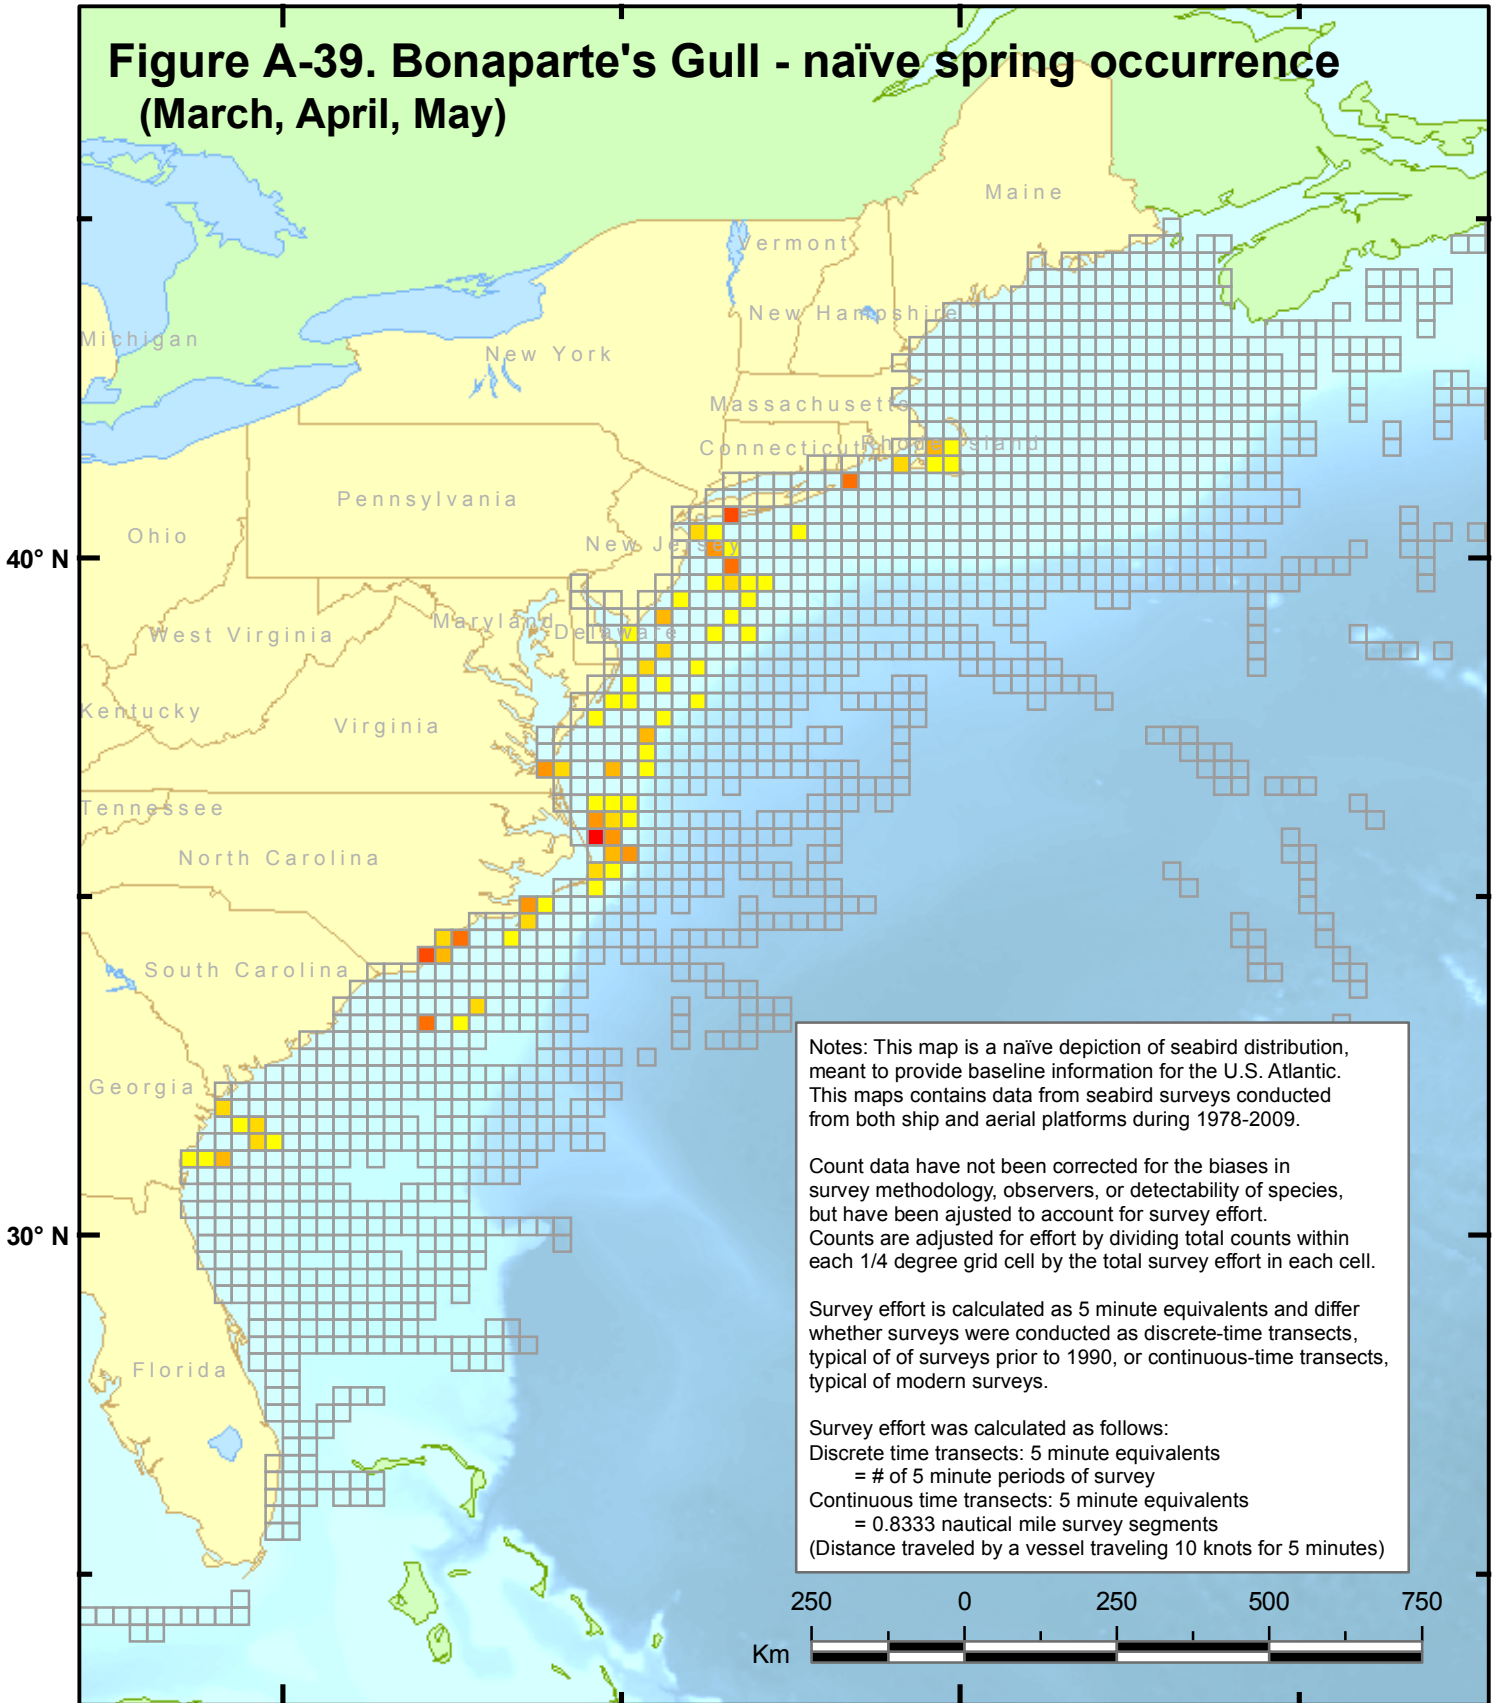 Figure A-39. Bonaparte's Gull - naïve spring occurrence
(March, April, May)
Maine
Vermont
New Hampshire
Michigan
New York
Massachusetts
Connecticut
Rhode Island
Pennsylvania
Ohio
New Jersey
40° N
Maryland
Delaware
West Virginia
Kentucky
Virginia
Tennessee
North Carolina
South Carolina
Georgia
30° N
Florida
Notes: This map is a naïve depiction of seabird distribution,
meant to provide baseline information for the U.S. Atlantic.
This maps contains data from seabird surveys conducted
from both ship and aerial platforms during 1978-2009.
Count data have not been corrected for the biases in
survey methodology, observers, or detectability of species,
but have been ajusted to account for survey effort.
Counts are adjusted for effort by dividing total counts within
each 1/4 degree grid cell by the total survey effort in each cell.
Survey effort is calculated as 5 minute equivalents and differ
whether surveys were conducted as discrete-time transects,
typical of of surveys prior to 1990, or continuous-time transects,
typical of modern surveys.
Survey effort was calculated as follows:
Discrete time transects: 5 minute equivalents
= # of 5 minute periods of survey
Continuous time transects: 5 minute equivalents
= 0.8333 nautical mile survey segments
(Distance traveled by a vessel traveling 10 knots for 5 minutes)
250 0 250 500 750
Km